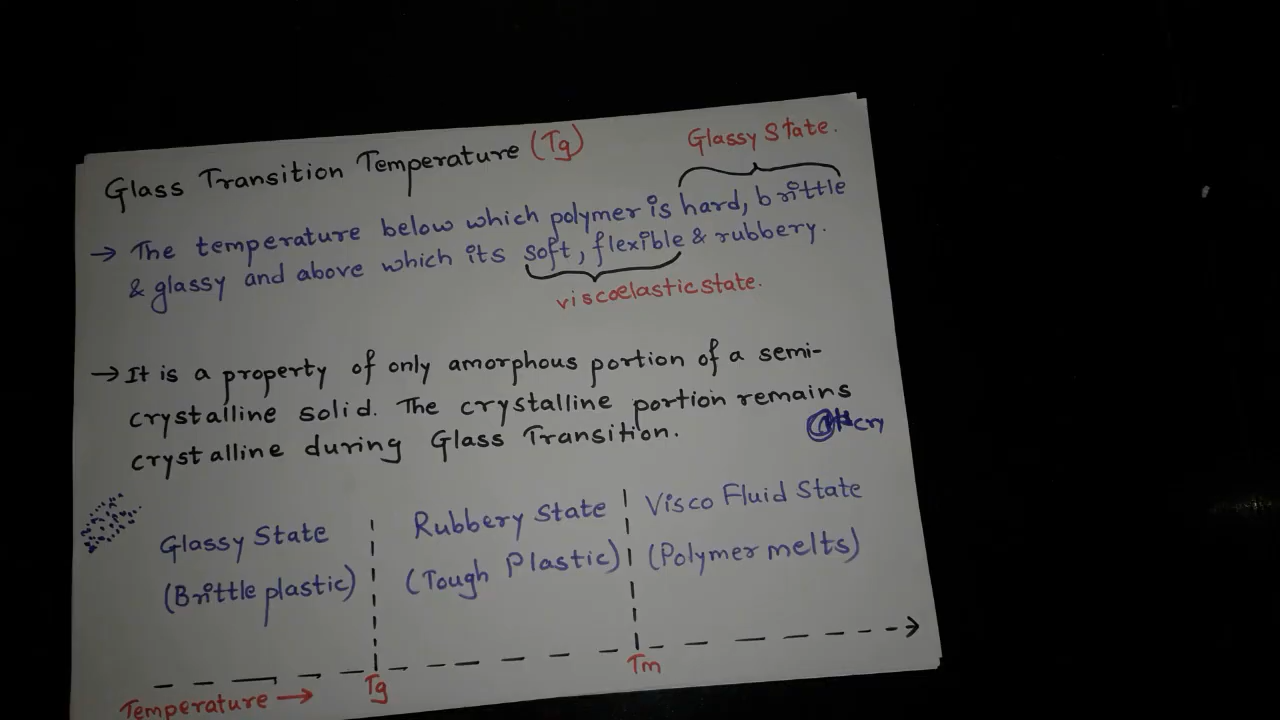 Glass Transition Temperature (Tg)
Glassy State.
→ The temperature below which polymer is hard, brittle
& glassy and above which its soft, flexible & rubbery.
viscoelastic state.
→ It is a property of only amorphous portion of a semi-
crystalline solid. The crystalline portion remains
crystalline during Glass Transition.
cry
Glassy State
(Brittle plastic)
Rubbery State
(Tough Plastic)
Visco Fluid State
(Polymer melts)
Temperature →
Tg
Tm